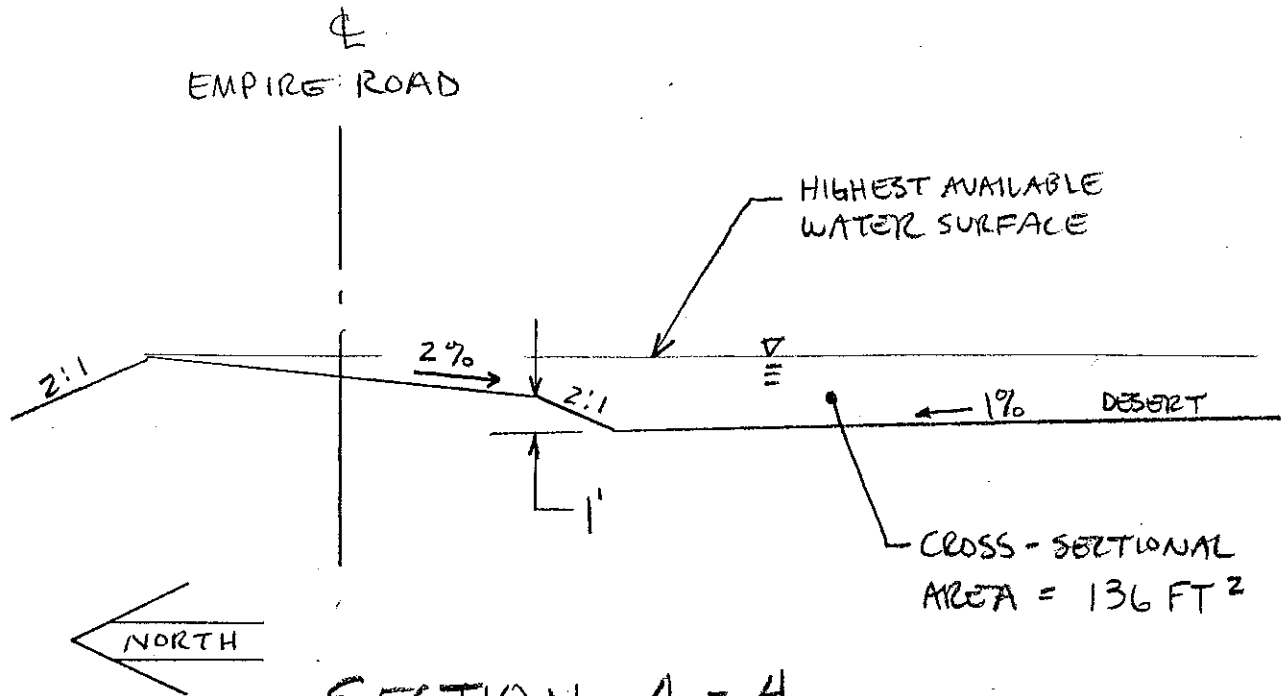 ℄
EMPIRE ROAD
HIGHEST AVAILABLE
WATER SURFACE
2:1
2%
2:1
1%
DESERT
1'
CROSS-SECTIONAL
AREA = 136 FT²
NORTH
SECTION